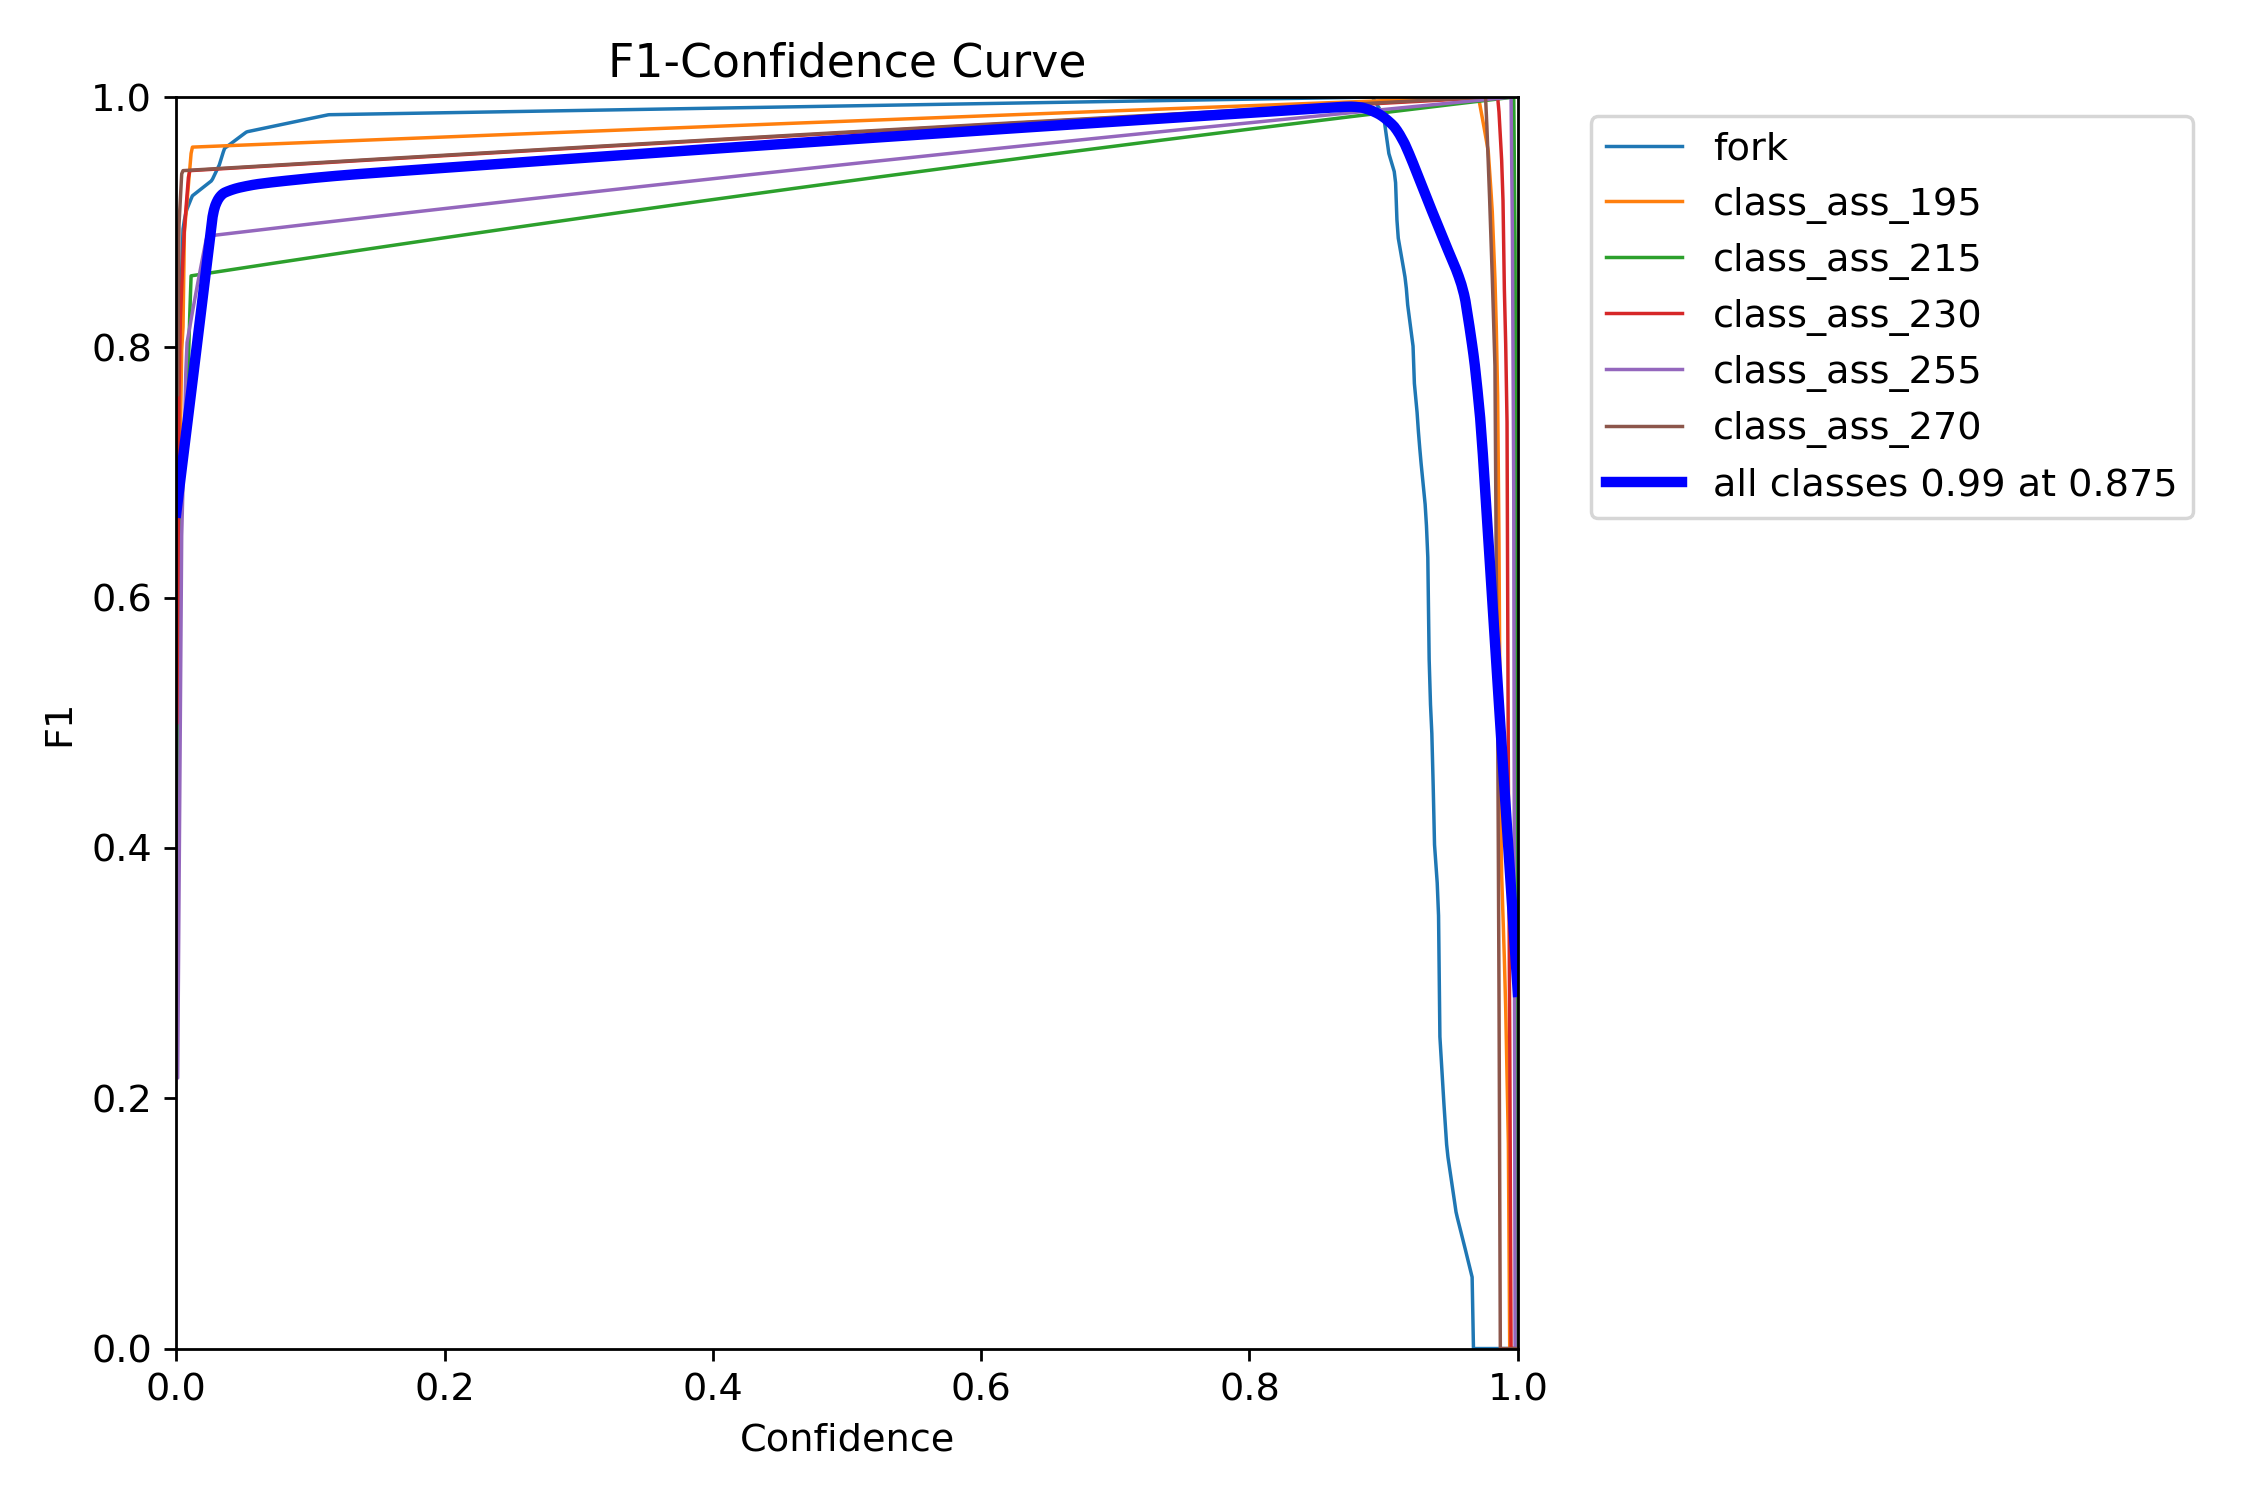 F1-Confidence Curve
1.0
0.8
0.6
0.4
0.2
0.0
F1
0.0 0.2 0.4 0.6 0.8 1.0
Confidence
fork
class_ass_195
class_ass_215
class_ass_230
class_ass_255
class_ass_270
all classes 0.99 at 0.875